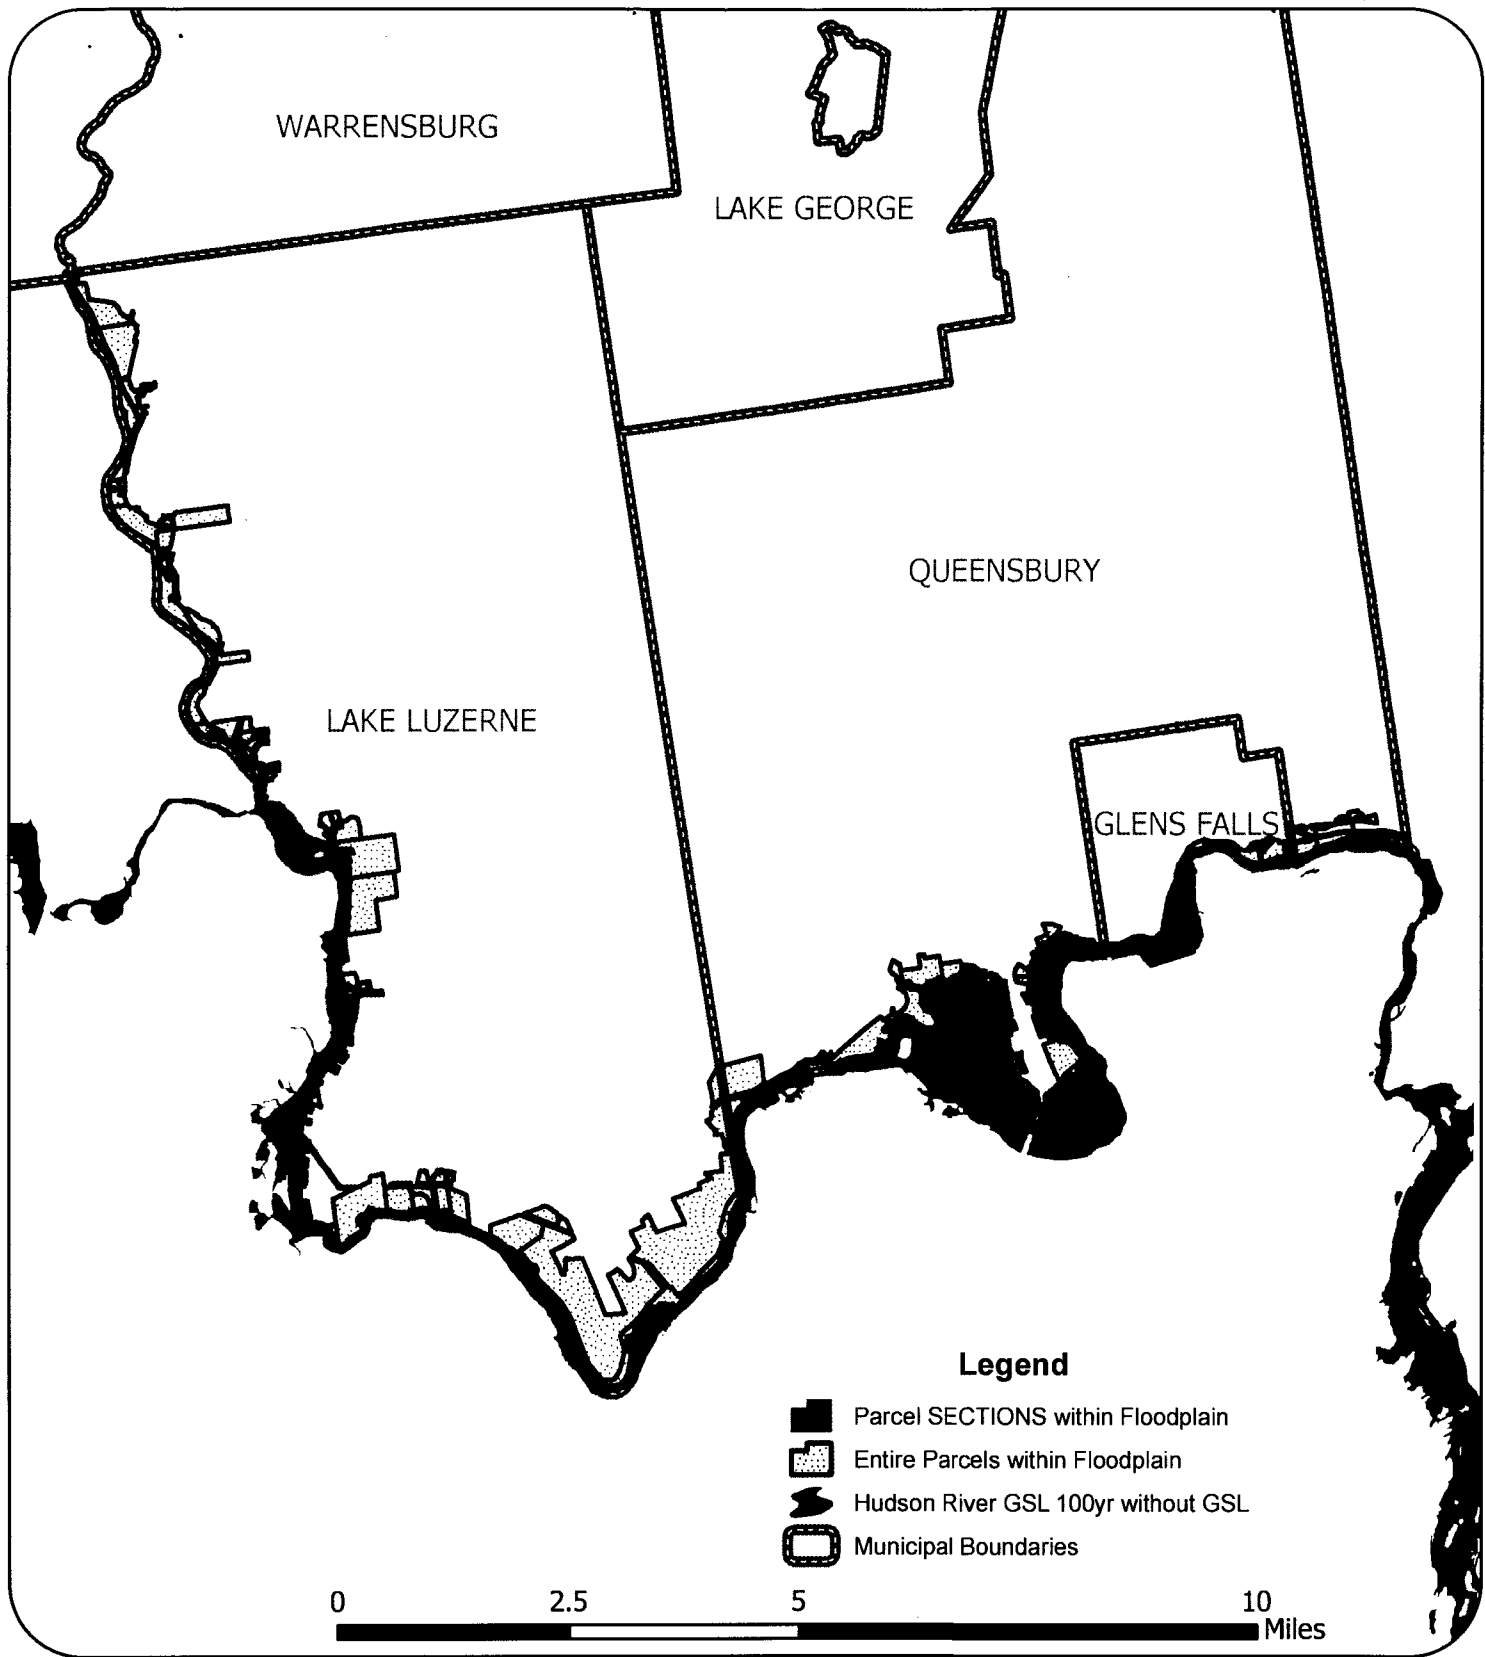 WARRENSBURG
LAKE GEORGE
QUEENSBURY
LAKE LUZERNE
GLENS FALLS
Legend
Parcel SECTIONS within Floodplain
Entire Parcels within Floodplain
Hudson River GSL 100yr without GSL
Municipal Boundaries
0 2.5 5 10
Miles